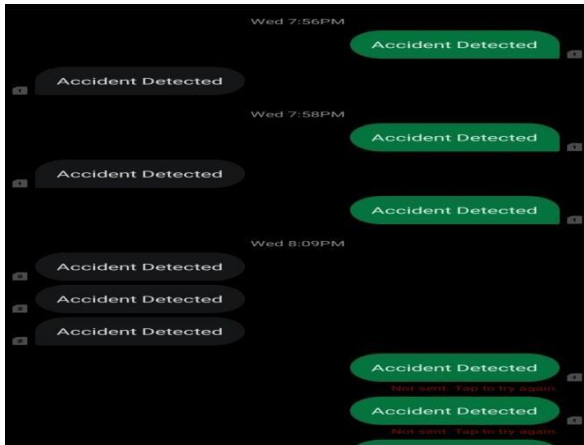 Wed 7:56PM
Accident Detected
Accident Detected
Wed 7:58PM
Accident Detected
Accident Detected
Accident Detected
Wed 8:09PM
Accident Detected
Accident Detected
Accident Detected
Accident Detected
Not sent. Tap to try again.
Accident Detected
Not sent. Tap to try again.